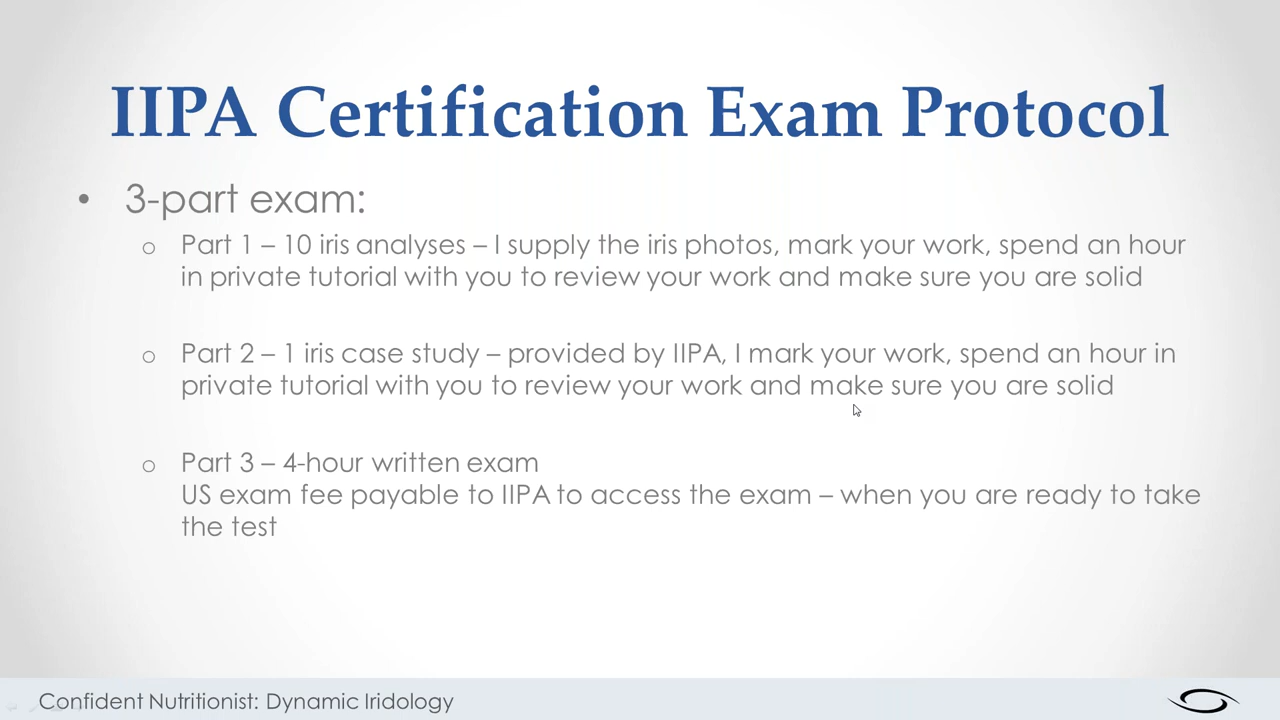 IIPA Certification Exam Protocol
• 3-part exam:
o Part 1 – 10 iris analyses – I supply the iris photos, mark your work, spend an hour
in private tutorial with you to review your work and make sure you are solid
o Part 2 – 1 iris case study – provided by IIPA, I mark your work, spend an hour in
private tutorial with you to review your work and make sure you are solid
o Part 3 – 4-hour written exam
US exam fee payable to IIPA to access the exam – when you are ready to take
the test
Confident Nutritionist: Dynamic Iridology